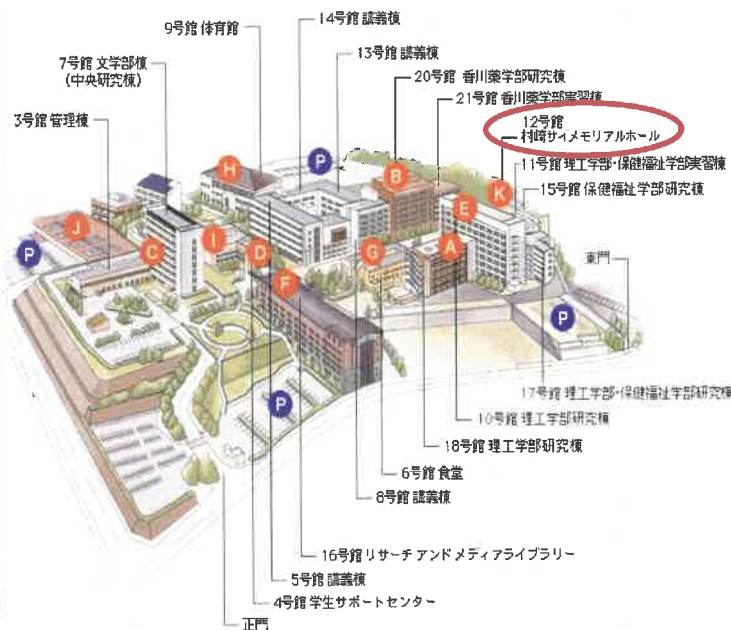 14号館 講義棟
9号館 体育館
13号館 講義棟
7号館 文学部棟
(中央研究棟)
20号館 香川薬学部研究棟
21号館 香川薬学部実習棟
3号館 管理棟
12号館
村崎サイメモリアルホール
11号館 理工学部・保健福祉学部実習棟
15号館 保健福祉学部研究棟
P
H
B
K
E
J
I
C
D
A
G
P
F
東門
P
P
17号館 理工学部・保健福祉学部研究棟
10号館 理工学部研究棟
18号館 理工学部研究棟
6号館 食堂
8号館 講義棟
16号館 リサーチ アンド メディアライブラリー
5号館 講義棟
4号館 学生サポートセンター
正門